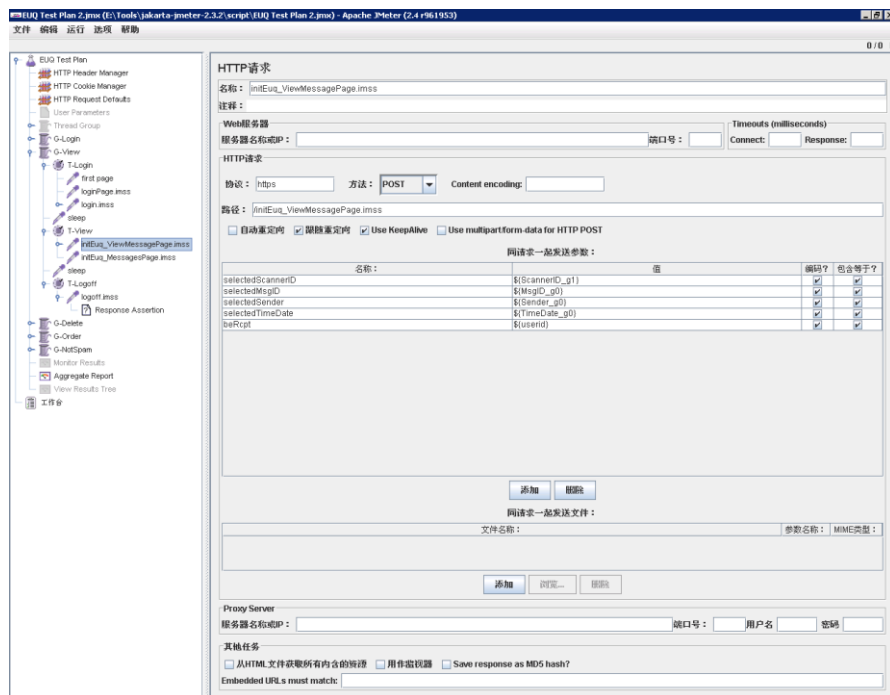 EUQ Test Plan 2.jmx (E:\Tools\jakarta-jmeter-2.3.2\script\EUQ Test Plan 2.jmx) - Apache JMeter (2.4 r961953)
文件 编辑 运行 选项 帮助
0 / 0
EUQ Test Plan
HTTP Header Manager
HTTP Cookie Manager
HTTP Request Defaults
User Parameters
Thread Group
G-Login
G-View
T-Login
first page
loginPage.imss
login.imss
sleep
T-View
initEuq_ViewMessagePage.imss
initEuq_MessagesPage.imss
sleep
T-Logoff
logoff.imss
Response Assertion
G-Delete
G-Order
G-NotSpam
Monitor Results
Aggregate Report
View Results Tree
工作台
HTTP请求
名称： initEuq_ViewMessagePage.imss
注释：
Web服务器
服务器名称或IP： 端口号：
Timeouts (milliseconds)
Connect: Response:
HTTP请求
协议： https 方法： POST Content encoding:
路径： /initEuq_ViewMessagePage.imss
自动重定向 跟随重定向 Use KeepAlive Use multipart/form-data for HTTP POST
同请求一起发送参数：
名称： 值 编码? 包含等于?
selectedScannerID ${ScannerID_g1}
selectedMsgID ${MsgID_g0}
selectedSender ${Sender_g0}
selectedTimeDate ${TimeDate_g0}
beRcpt ${userid}
添加 删除
同请求一起发送文件：
文件名称： 参数名称： MIME类型：
添加 浏览... 删除
Proxy Server
服务器名称或IP： 端口号： 用户名 密码
其他任务
从HTML文件获取所有内含的资源 用作监视器 Save response as MD5 hash?
Embedded URLs must match: